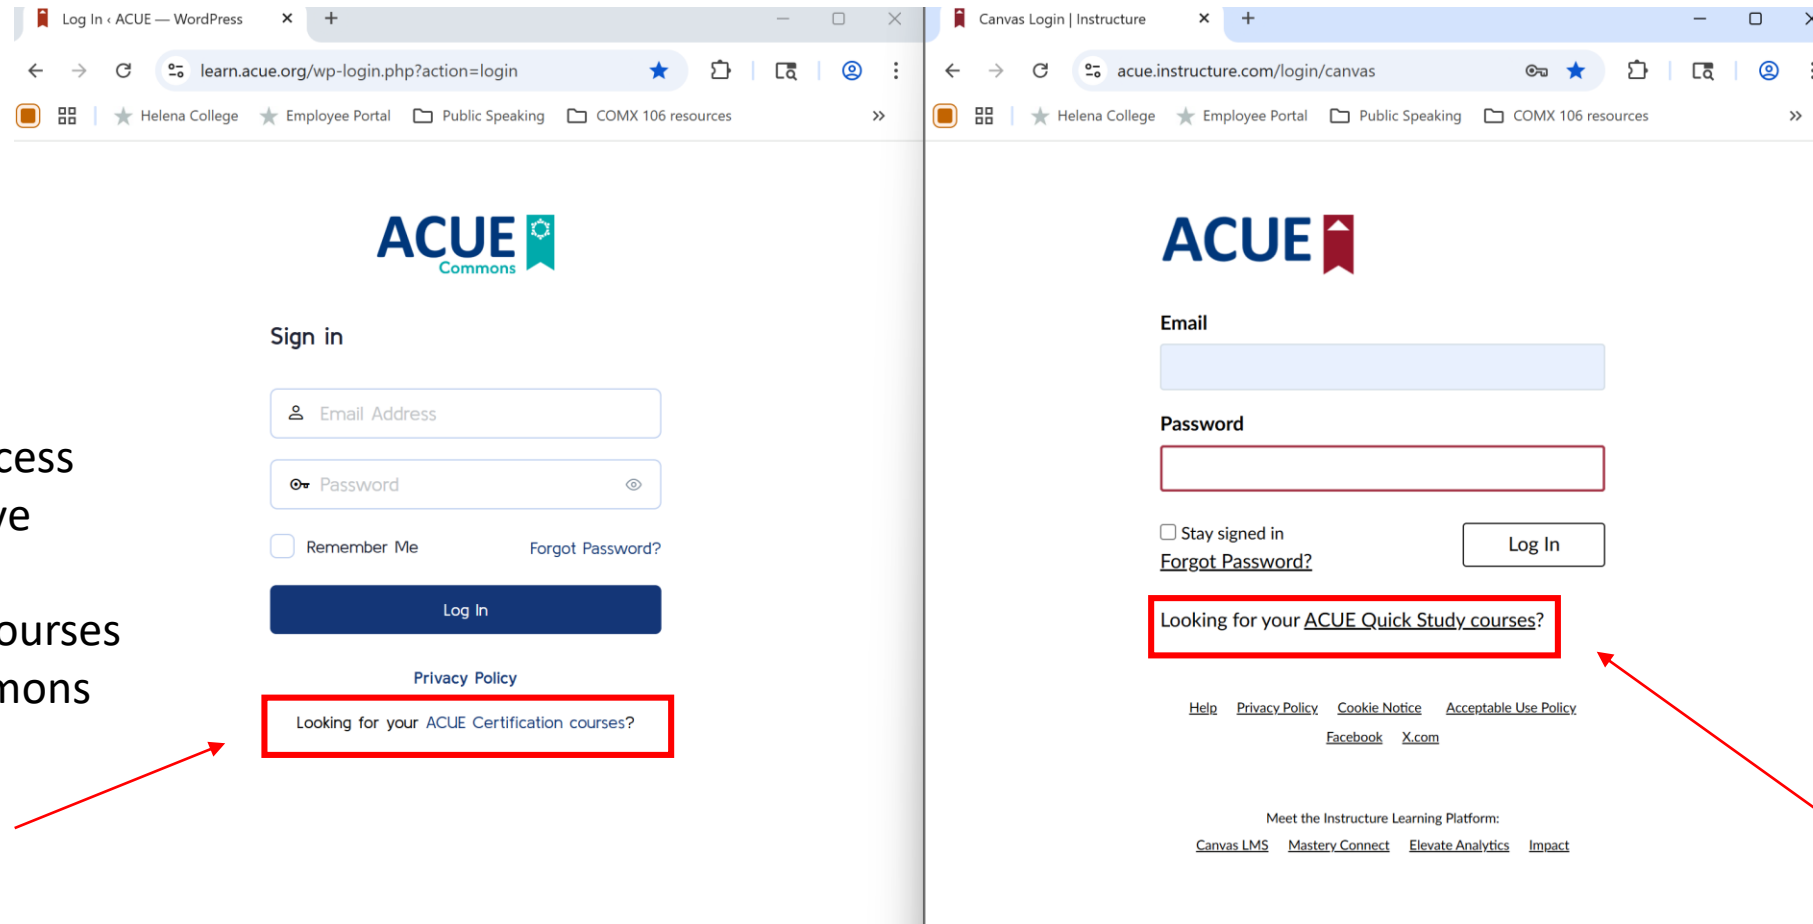 Log In ‹ ACUE — WordPress
learn.acue.org/wp-login.php?action=login
Helena College Employee Portal Public Speaking COMX 106 resources »
ACUE
Commons
Sign in
Email Address
Password
Remember Me Forgot Password?
Log In
Privacy Policy
Looking for your ACUE Certification courses?
Canvas Login | Instructure
acue.instructure.com/login/canvas
Helena College Employee Portal Public Speaking COMX 106 resources »
ACUE
Email
Password
Stay signed in
Forgot Password?
Log In
Looking for your ACUE Quick Study courses?
Help Privacy Policy Cookie Notice Acceptable Use Policy
Facebook X.com
Meet the Instructure Learning Platform:
Canvas LMS Mastery Connect Elevate Analytics Impact